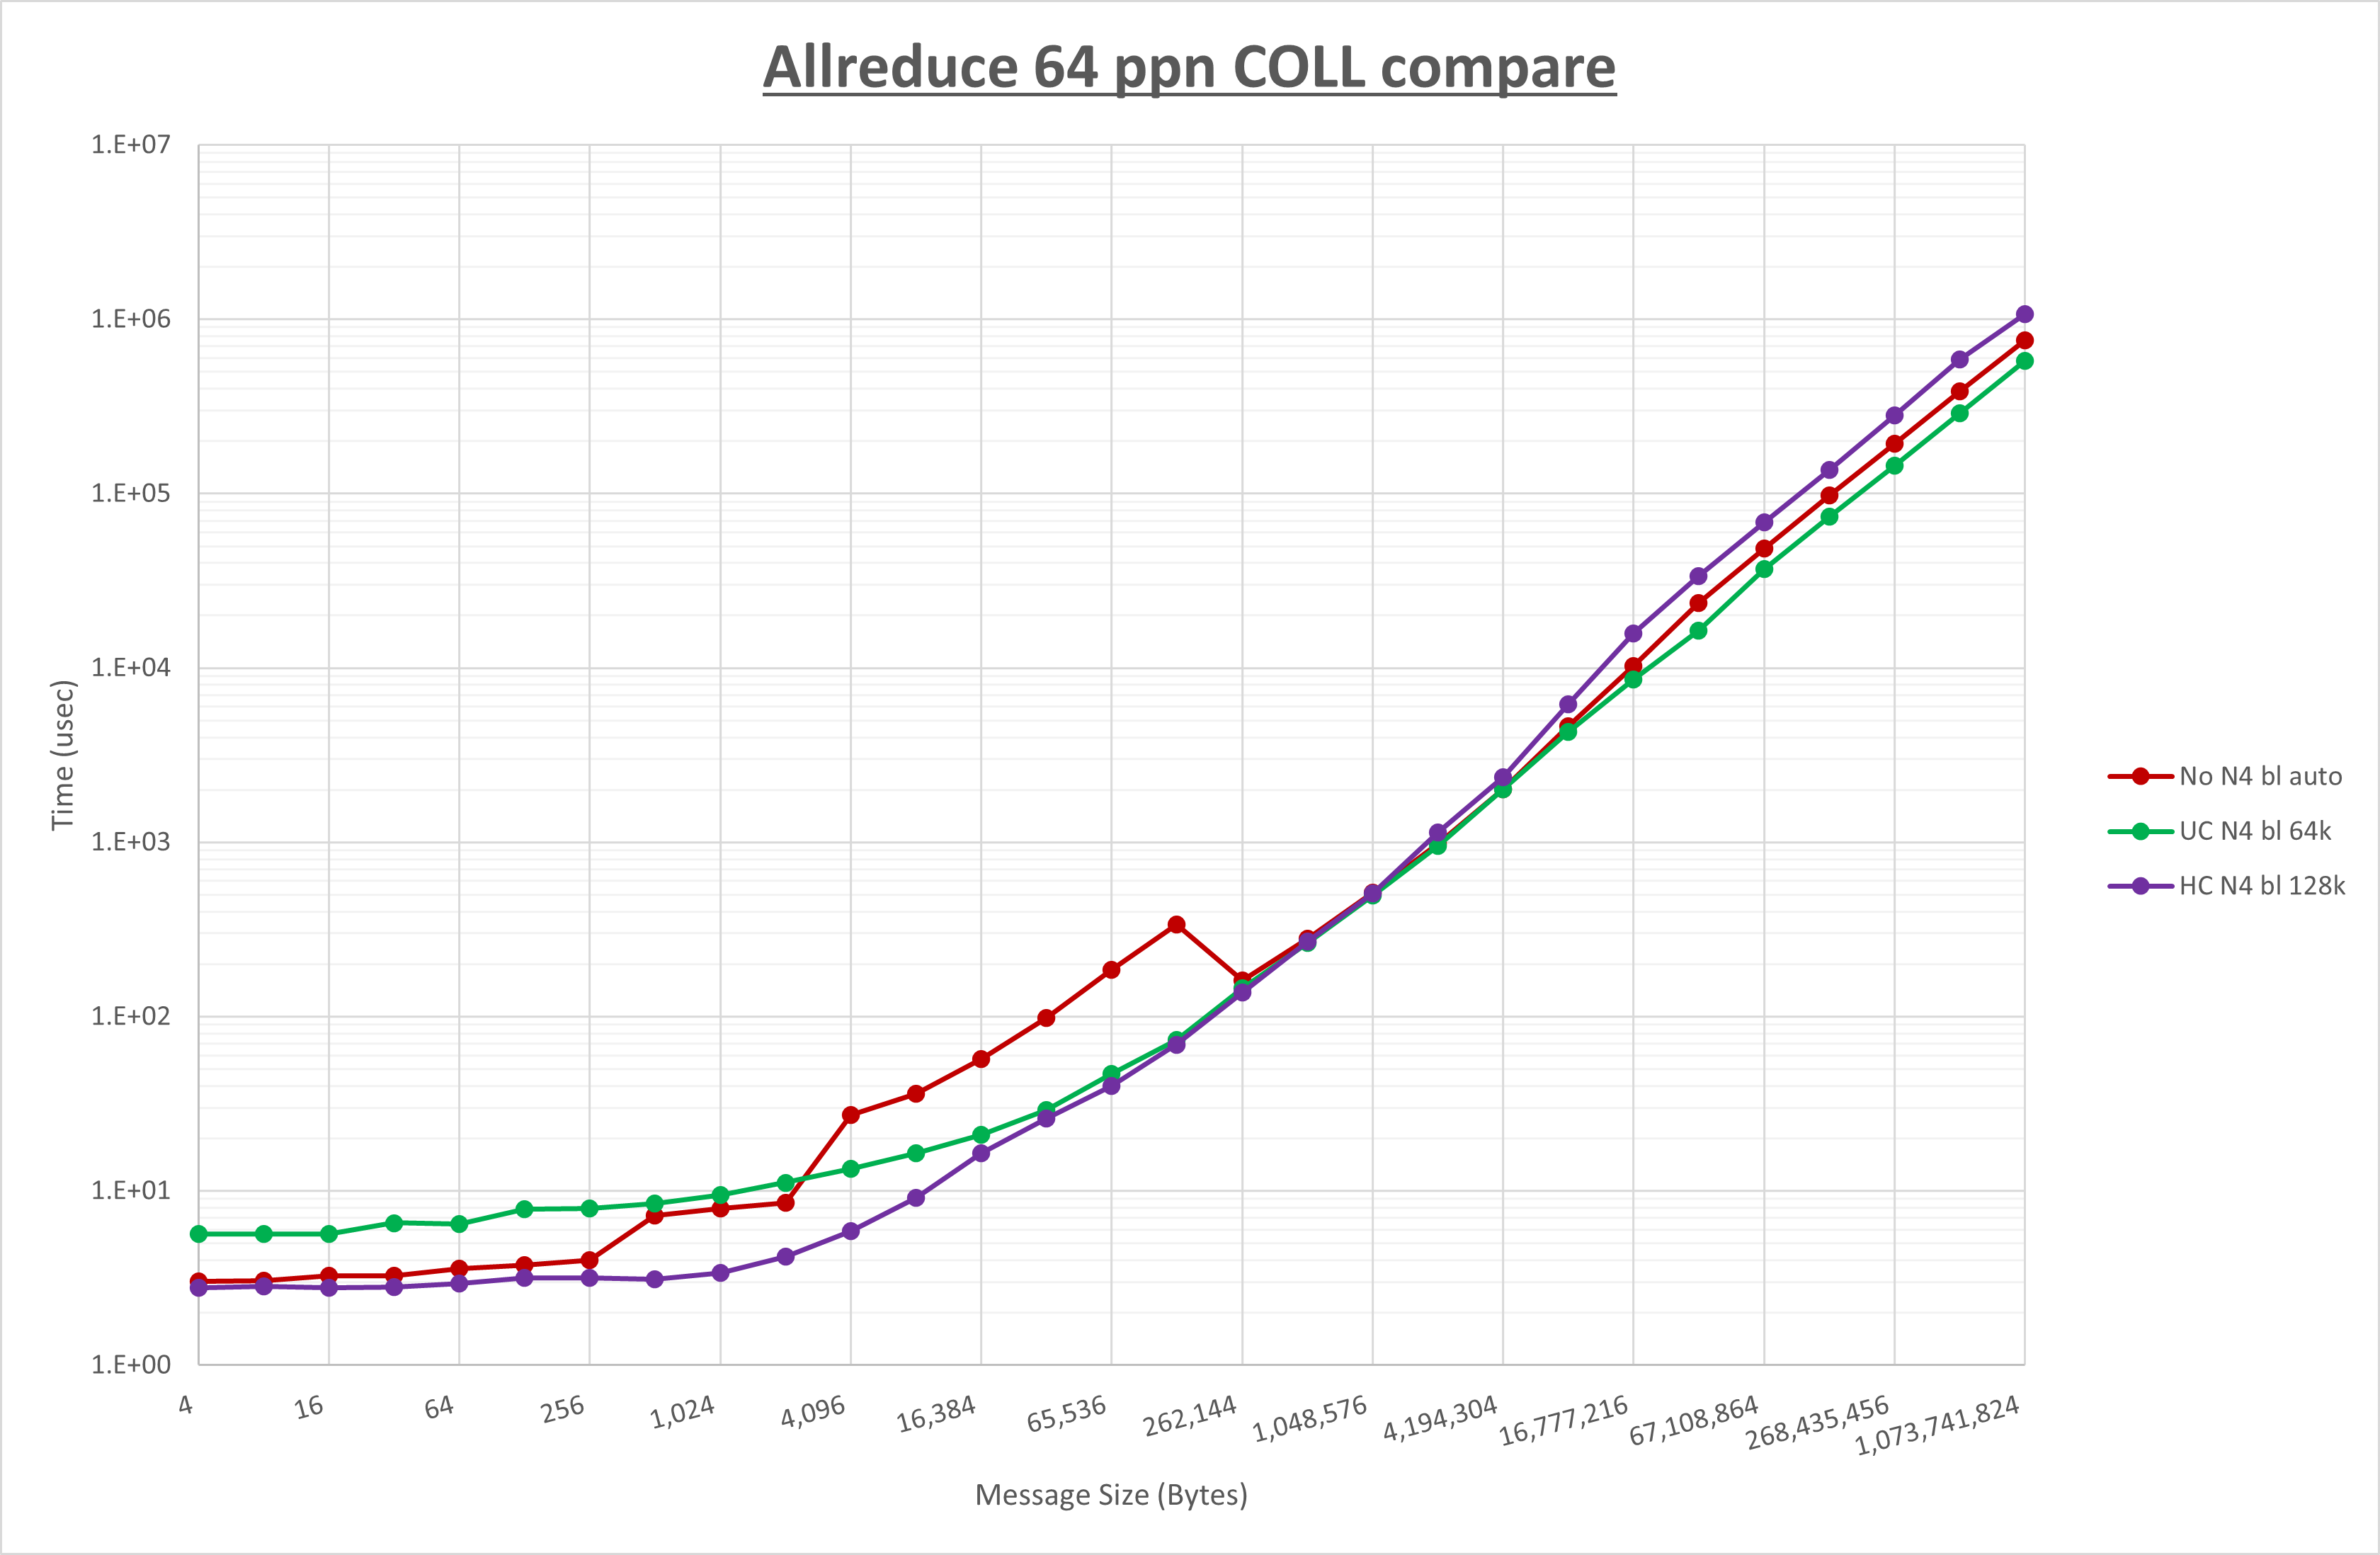 Allreduce 64 ppn COLL compare
1.E+07
1.E+06
1.E+05
1.E+04
1.E+03
1.E+02
1.E+01
1.E+00
Time (usec)
4
16
64
256
1,024
4,096
16,384
65,536
262,144
1,048,576
4,194,304
16,777,216
67,108,864
268,435,456
1,073,741,824
Message Size (Bytes)
No N4 bl auto
UC N4 bl 64k
HC N4 bl 128k